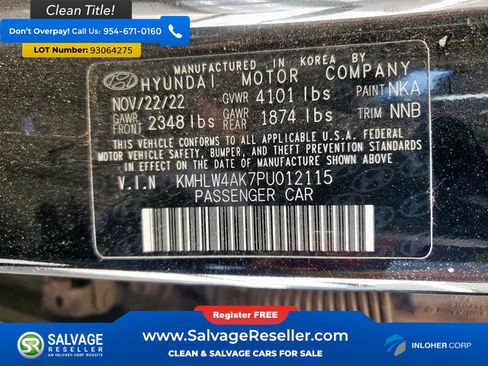 Clean Title!
Don't Overpay! Call Us: 954-671-0160
LOT Number: 93064275
MANUFACTURED IN KOREA BY
HYUNDAI MOTOR COMPANY
NOV/22/22 GVWR 4101 lbs PAINT NKA
GAWR FRONT 2348 lbs GAWR REAR 1874 lbs TRIM NNB
THIS VEHICLE CONFORMS TO ALL APPLICABLE U.S.A. FEDERAL
MOTOR VEHICLE SAFETY, BUMPER, AND THEFT PREVENTION STANDARDS
IN EFFECT ON THE DATE OF MANUFACTURE SHOWN ABOVE.
V.I.N KMHLW4AK7PU012115
PASSENGER CAR
Register FREE
SALVAGE
RESELLER
AN INLOHER CORP WEBSITE
www.SalvageReseller.com
CLEAN & SALVAGE CARS FOR SALE
INLOHER CORP